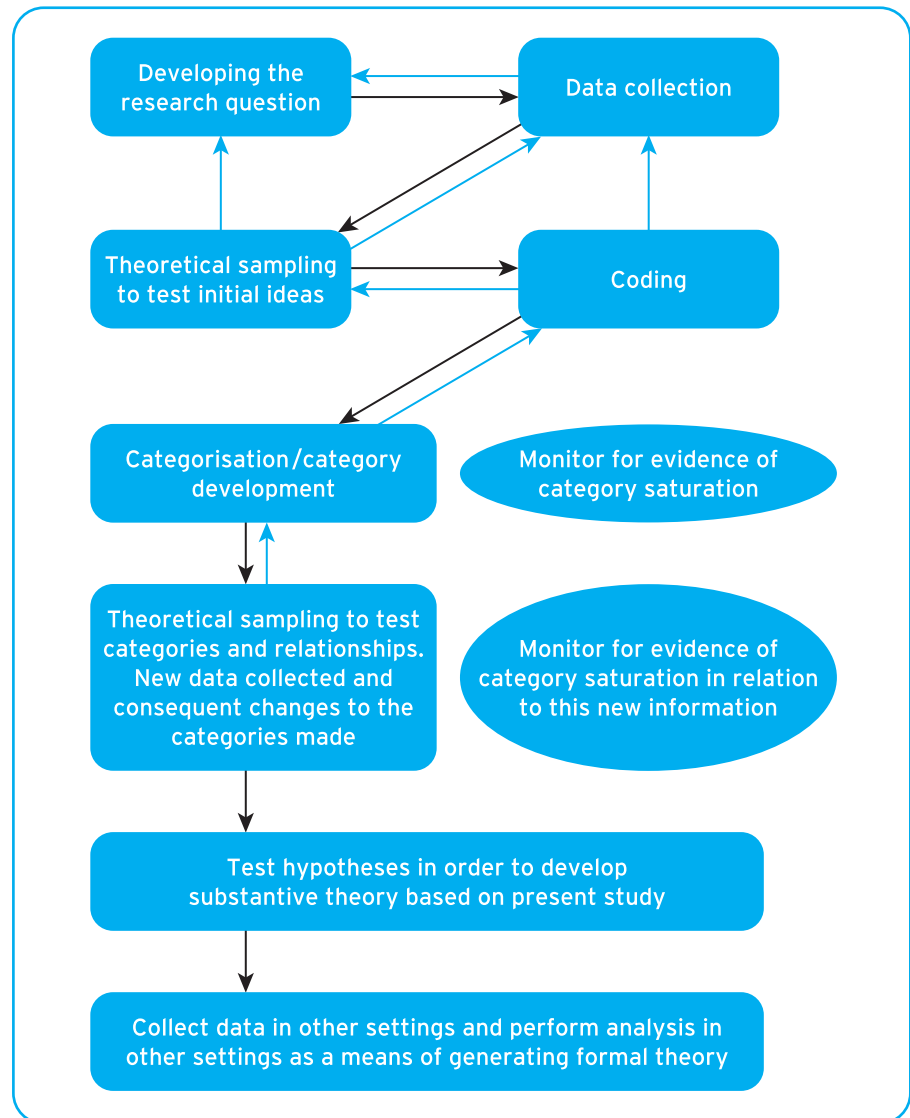 Developing the
research question
Data collection
Theoretical sampling
to test initial ideas
Coding
Categorisation/category
development
Monitor for evidence of
category saturation
Theoretical sampling to test
categories and relationships.
New data collected and
consequent changes to the
categories made
Monitor for evidence of
category saturation in relation
to this new information
Test hypotheses in order to develop
substantive theory based on present study
Collect data in other settings and perform analysis in
other settings as a means of generating formal theory